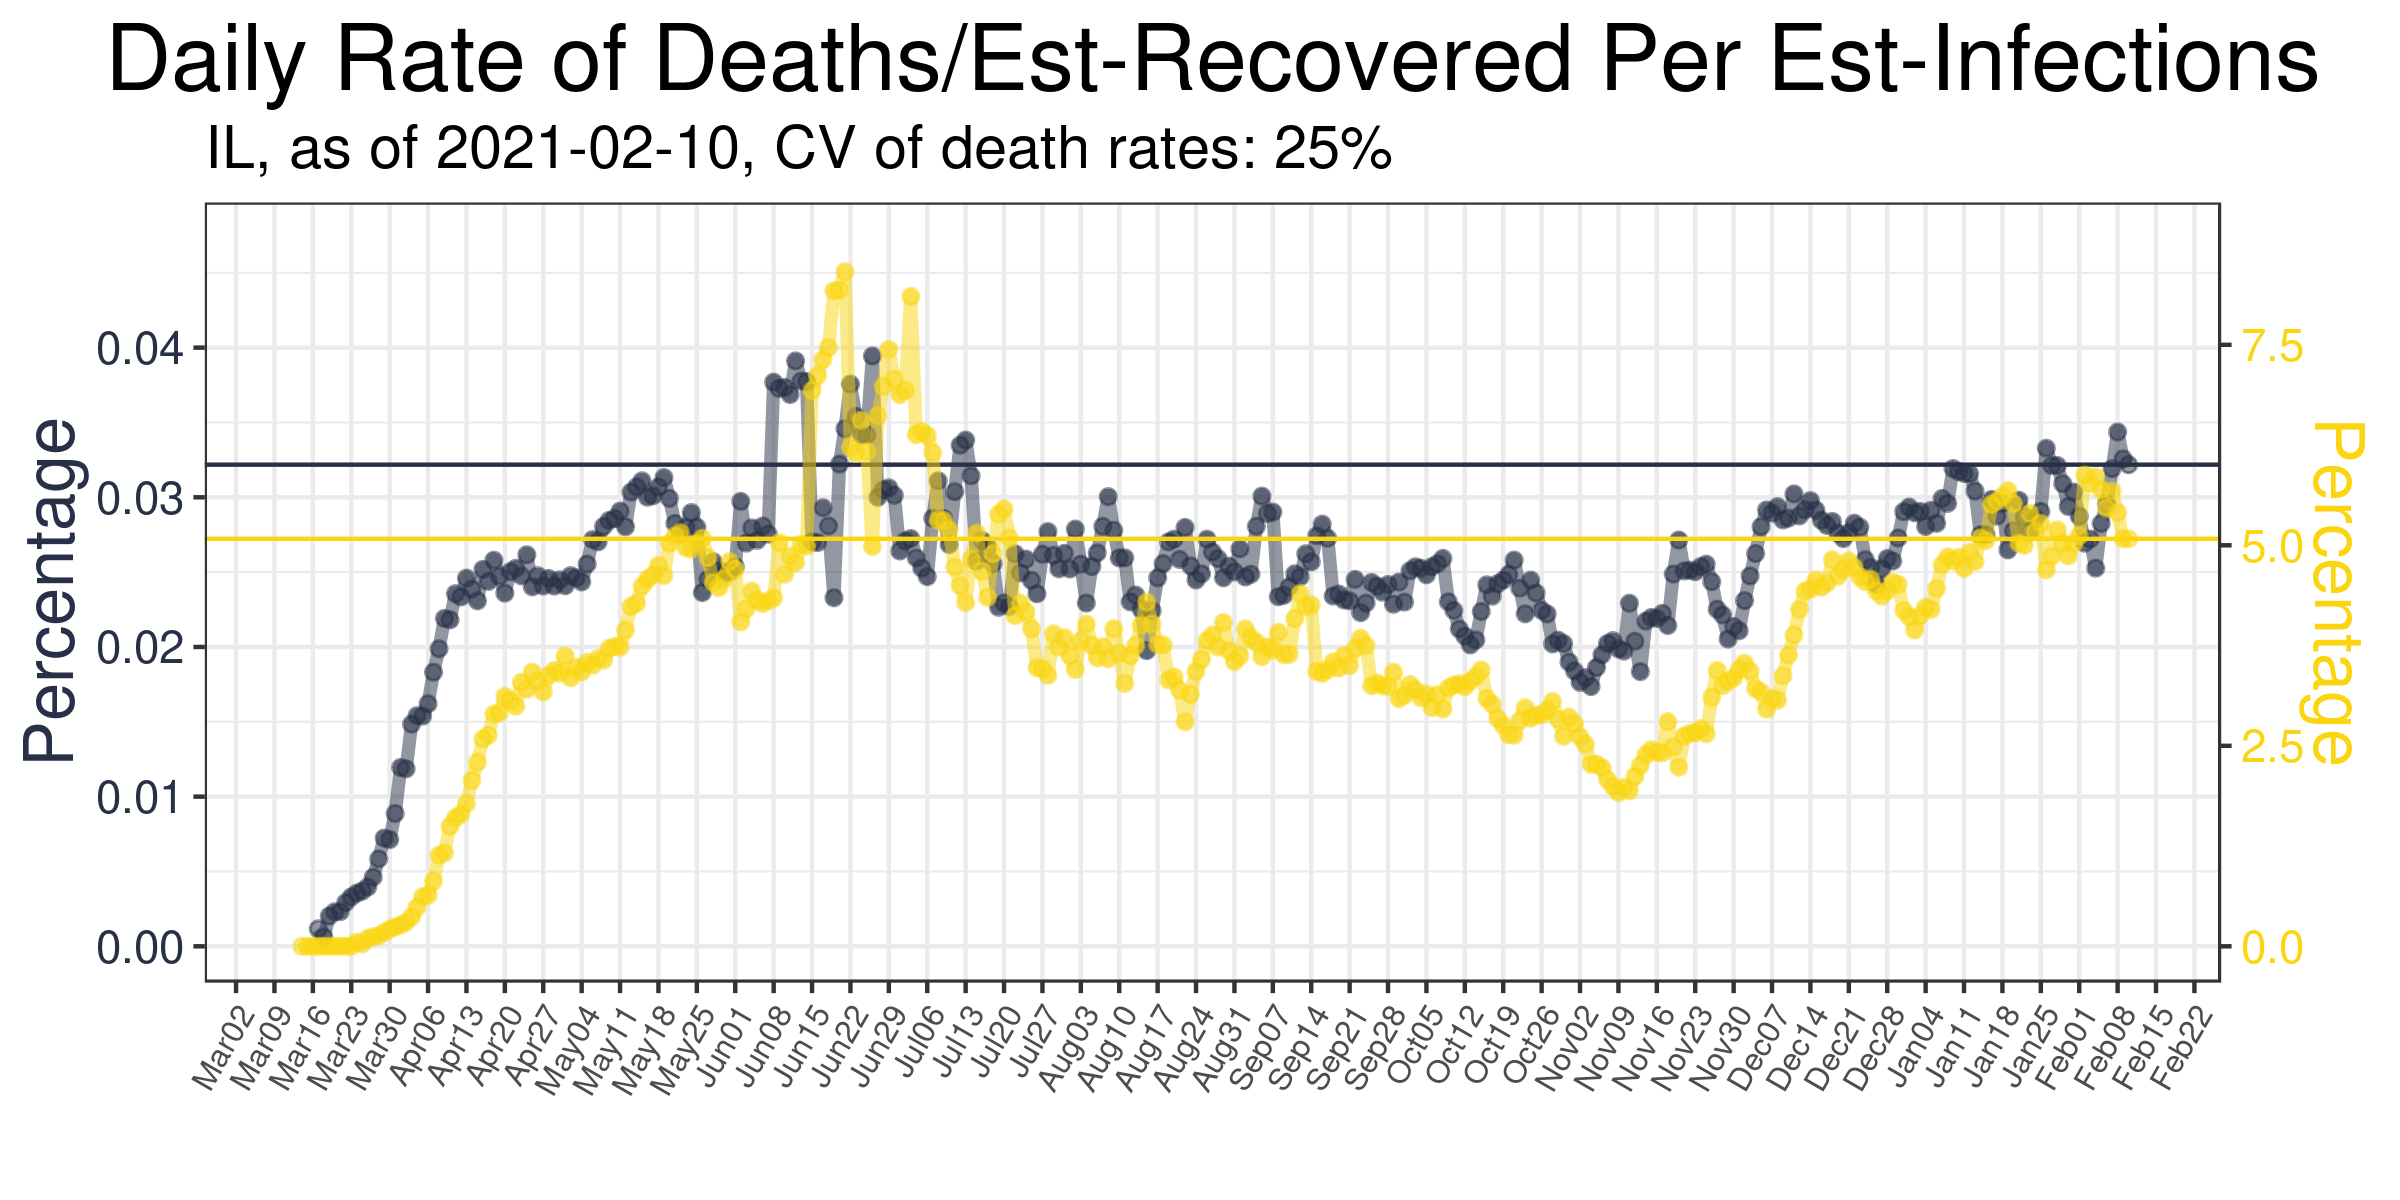 Daily Rate of Deaths/Est-Recovered Per Est-Infections
IL, as of 2021-02-10, CV of death rates: 25%
Percentage
0.04
0.03
0.02
0.01
0.00
7.5
5.0
2.5
0.0
Percentage
Mar02 Mar09 Mar16 Mar23 Mar30 Apr06 Apr13 Apr20 Apr27 May04 May11 May18 May25 Jun01 Jun08 Jun15 Jun22 Jun29 Jul06 Jul13 Jul20 Jul27 Aug03 Aug10 Aug17 Aug24 Aug31 Sep07 Sep14 Sep21 Sep28 Oct05 Oct12 Oct19 Oct26 Nov02 Nov09 Nov16 Nov23 Nov30 Dec07 Dec14 Dec21 Dec28 Jan04 Jan11 Jan18 Jan25 Feb01 Feb08 Feb15 Feb22